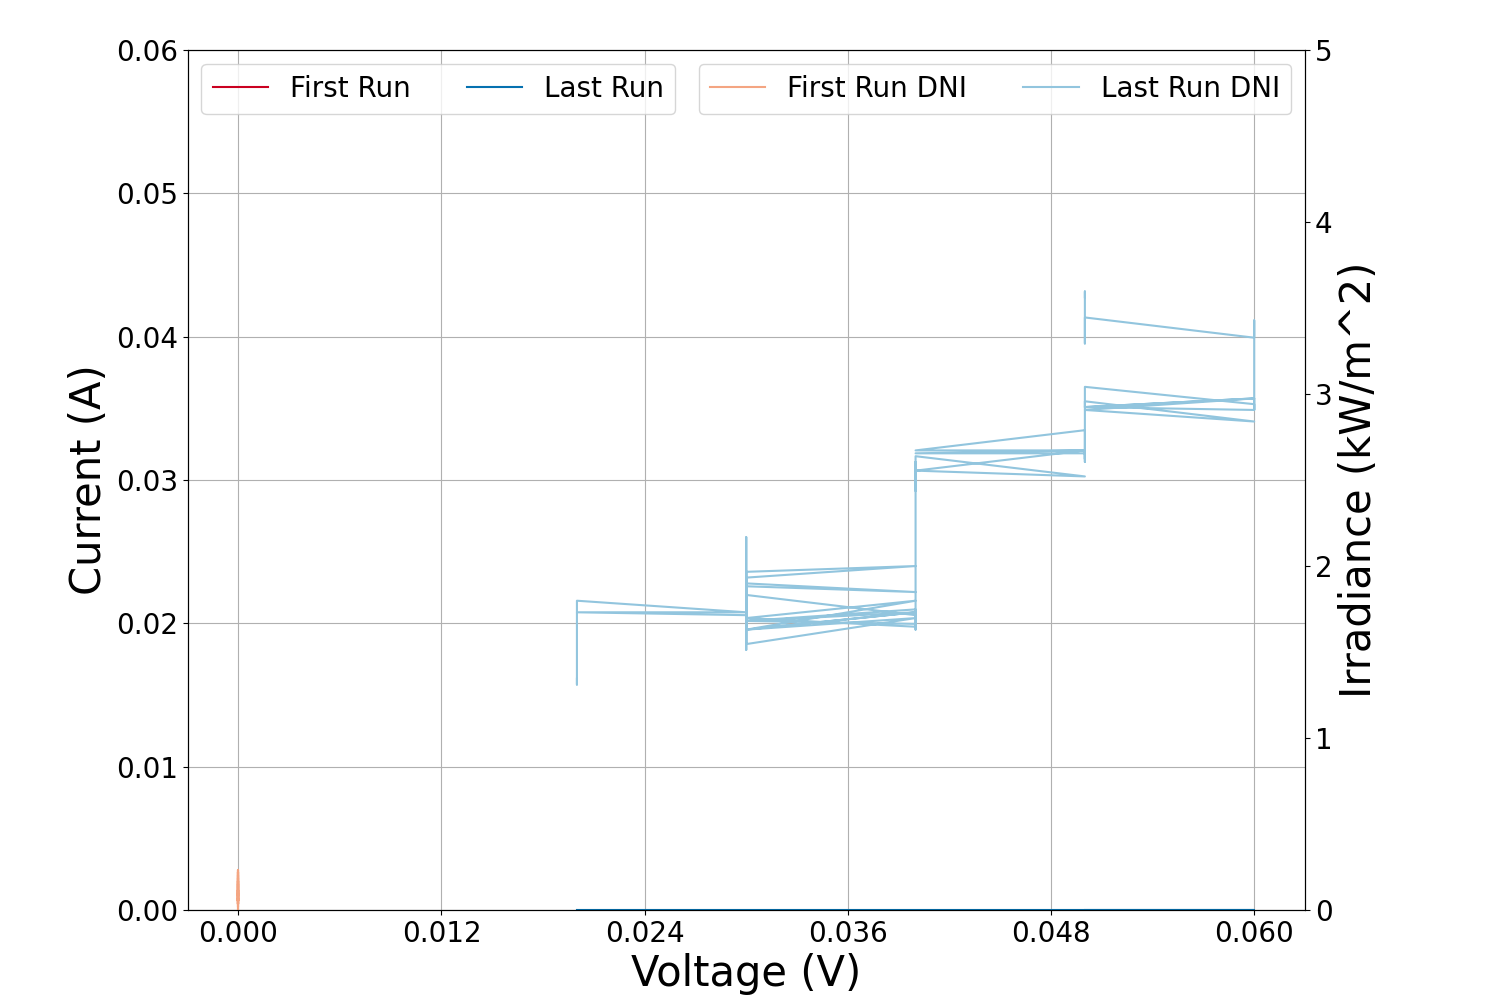 0.06
0.05
0.04
0.03
0.02
0.01
0.00
Current (A)
First Run
Last Run
First Run DNI
Last Run DNI
5
4
3
2
1
0
Irradiance (kW/m^2)
0.000
0.012
0.024
0.036
0.048
0.060
Voltage (V)